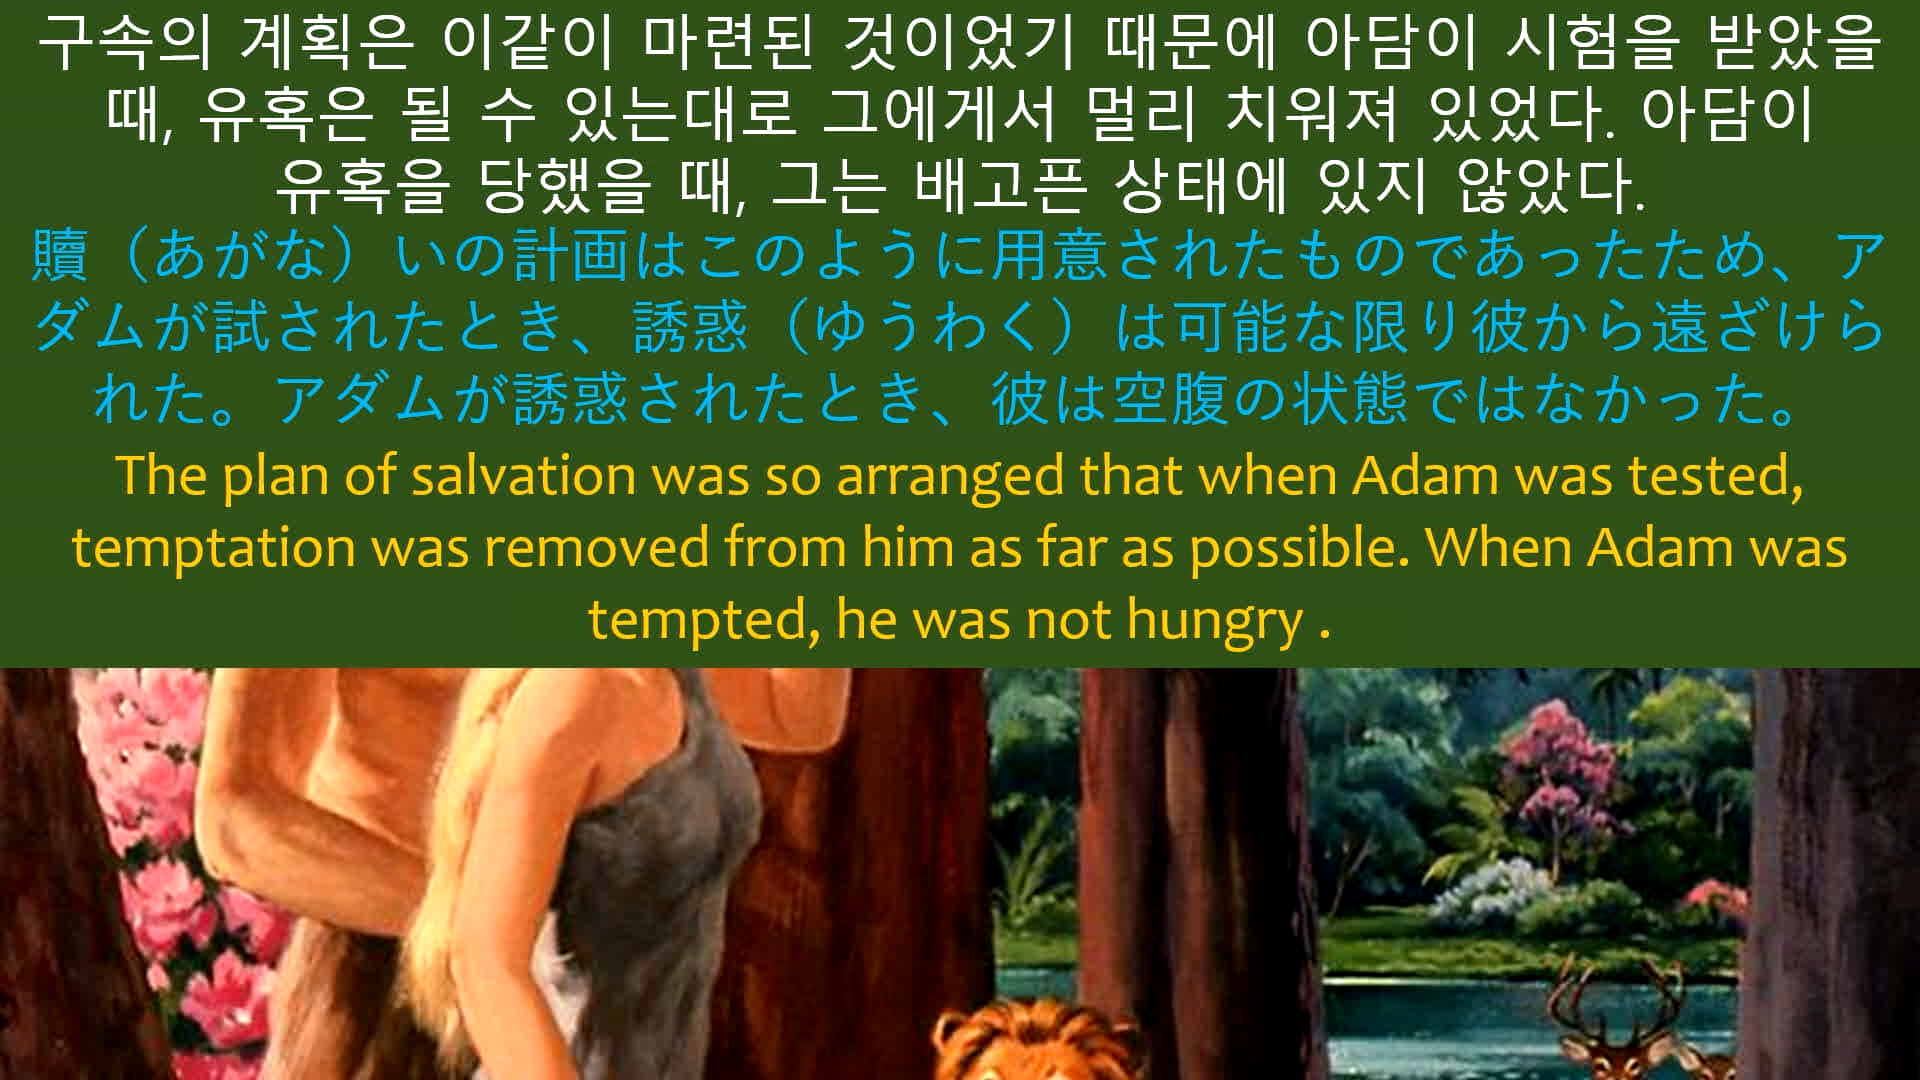 구속의 계획은 이같이 마련된 것이었기 때문에 아담이 시험을 받았을
때, 유혹은 될 수 있는대로 그에게서 멀리 치워져 있었다. 아담이
유혹을 당했을 때, 그는 배고픈 상태에 있지 않았다.
贖（あがな）いの計画はこのように用意されたものであったため、ア
ダムが試されたとき、誘惑（ゆうわく）は可能な限り彼から遠ざけら
れた。アダムが誘惑されたとき、彼は空腹の状態ではなかった。
The plan of salvation was so arranged that when Adam was tested,
temptation was removed from him as far as possible. When Adam was
tempted, he was not hungry .